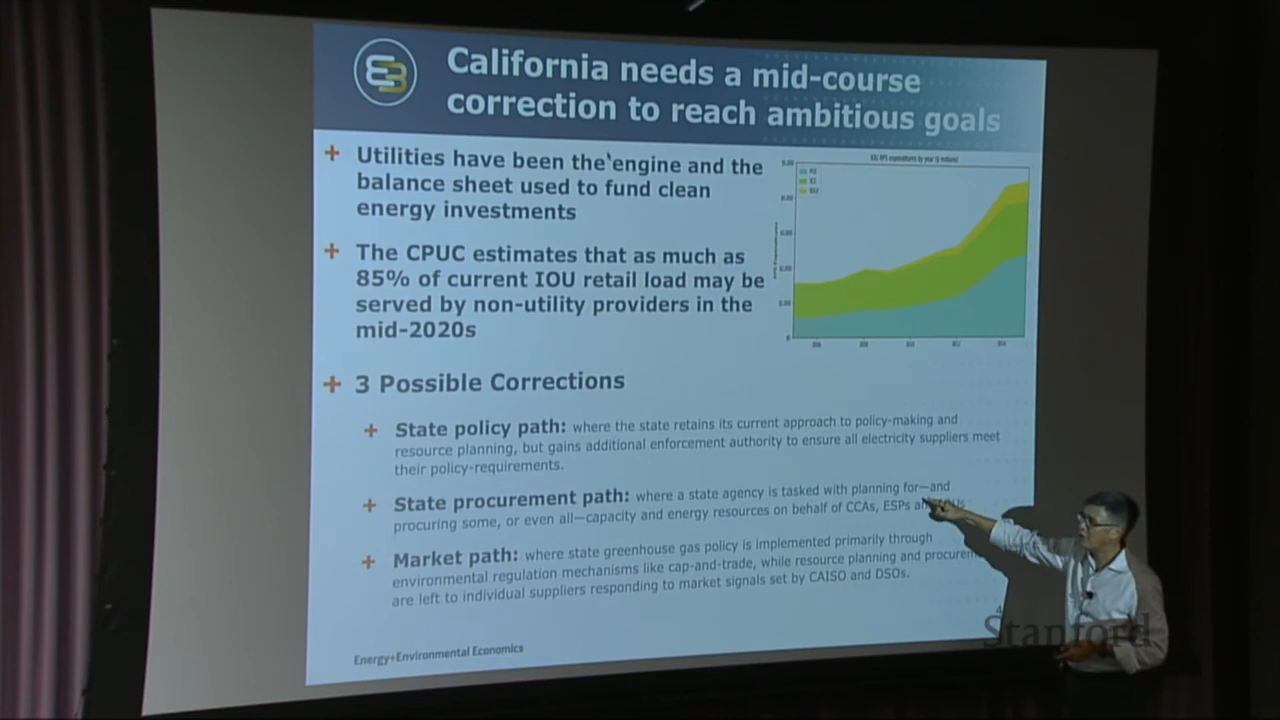 California needs a mid-course
correction to reach ambitious goals
+ Utilities have been the engine and the
balance sheet used to fund clean
energy investments
+ The CPUC estimates that as much as
85% of current IOU retail load may be
served by non-utility providers in the
mid-2020s
+ 3 Possible Corrections
+ State policy path: where the state retains its current approach to policy-making and
resource planning, but gains additional enforcement authority to ensure all electricity suppliers meet
their policy-requirements.
+ State procurement path: where a state agency is tasked with planning for—and
procuring some, or even all—capacity and energy resources on behalf of CCAs, ESPs
+ Market path: where state greenhouse gas policy is implemented primarily through
environmental regulation mechanisms like cap-and-trade, while resource planning and procurem
are left to individual suppliers responding to market signals set by CAISO and DSOs.
4
Energy+Environmental Economics
Stanford